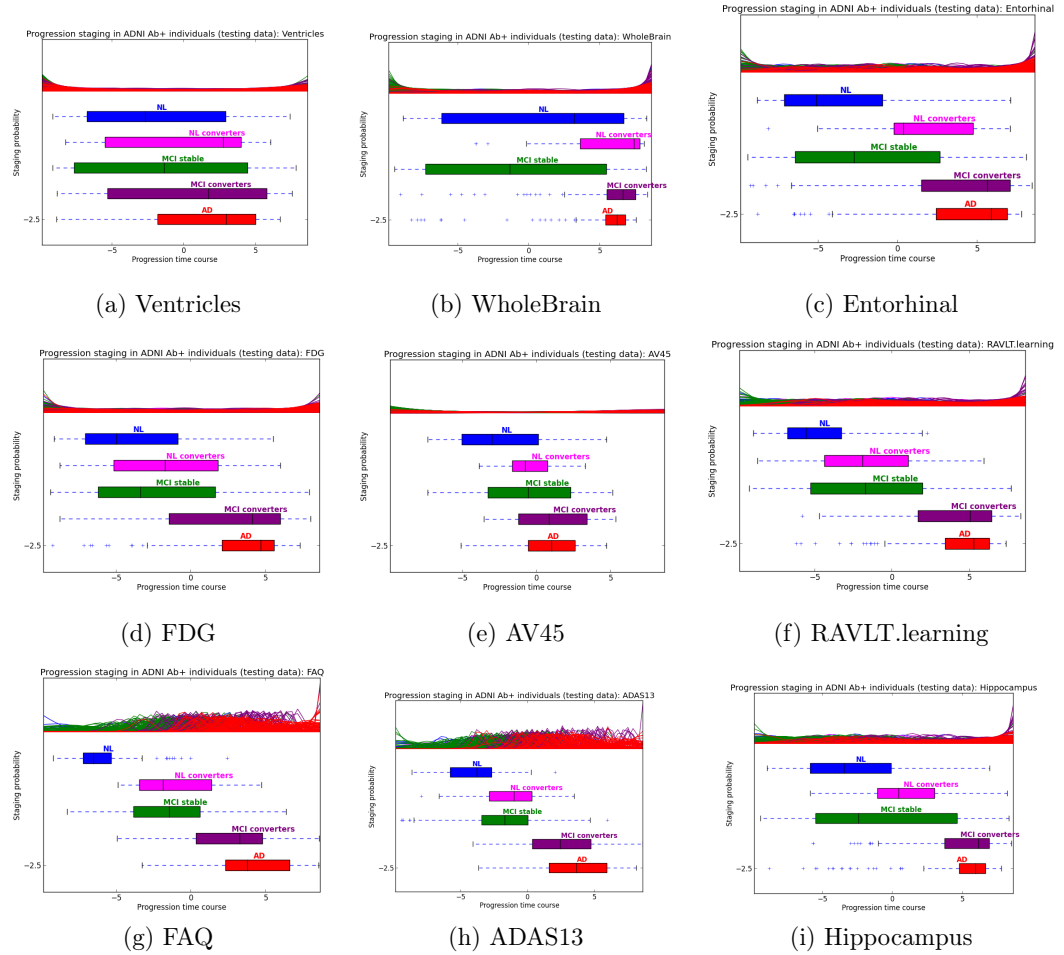 Progression staging in ADNI Ab+ individuals (testing data): Ventricles
Staging probability
NL
NL converters
MCI stable
MCI converters
AD
−2.5
−5 0 5
Progression time course
(a) Ventricles
Progression staging in ADNI Ab+ individuals (testing data): WholeBrain
Staging probability
NL
NL converters
MCI stable
MCI converters
AD
−2.5
−5 0 5
Progression time course
(b) WholeBrain
Progression staging in ADNI Ab+ individuals (testing data): Entorhinal
Staging probability
NL
NL converters
MCI stable
MCI converters
AD
−2.5
−5 0 5
Progression time course
(c) Entorhinal
Progression staging in ADNI Ab+ individuals (testing data): FDG
Staging probability
NL
NL converters
MCI stable
MCI converters
AD
−2.5
−5 0 5
Progression time course
(d) FDG
Progression staging in ADNI Ab+ individuals (testing data): AV45
Staging probability
NL
NL converters
MCI stable
MCI converters
AD
−2.5
−5 0 5
Progression time course
(e) AV45
Progression staging in ADNI Ab+ individuals (testing data): RAVLT.learning
Staging probability
NL
NL converters
MCI stable
MCI converters
AD
−2.5
−5 0 5
Progression time course
(f) RAVLT.learning
Progression staging in ADNI Ab+ individuals (testing data): FAQ
Staging probability
NL
NL converters
MCI stable
MCI converters
AD
−2.5
−5 0 5
Progression time course
(g) FAQ
Progression staging in ADNI Ab+ individuals (testing data): ADAS13
Staging probability
NL
NL converters
MCI stable
MCI converters
AD
−2.5
−5 0 5
Progression time course
(h) ADAS13
Progression staging in ADNI Ab+ individuals (testing data): Hippocampus
Staging probability
NL
NL converters
MCI stable
MCI converters
AD
−2.5
−5 0 5
Progression time course
(i) Hippocampus